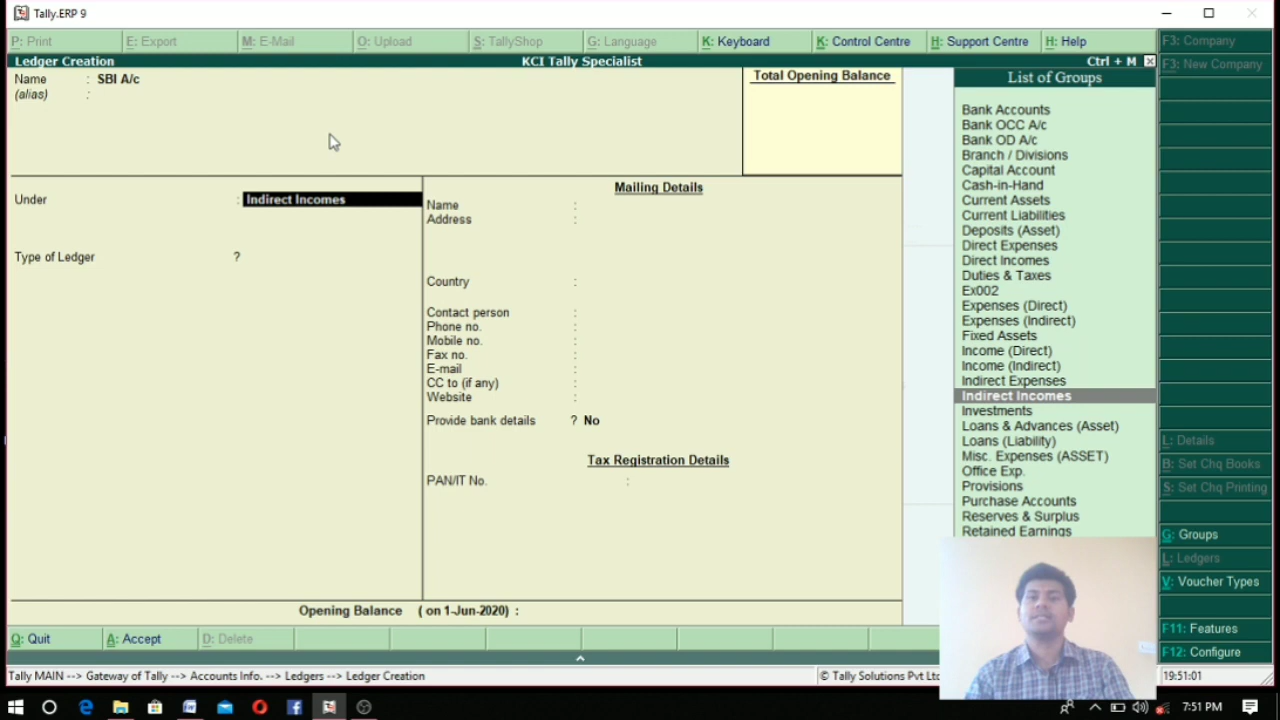 Tally.ERP 9
P: Print
E: Export
M: E-Mail
O: Upload
S: TallyShop
G: Language
K: Keyboard
K: Control Centre
H: Support Centre
H: Help
F3: Company
F3: New Company
Ledger Creation
KCI Tally Specialist
Ctrl + M
Name : SBI A/c
(alias) :
Total Opening Balance
Under : Indirect Incomes
Type of Ledger ?
Mailing Details
Name :
Address :
Country :
Contact person :
Phone no. :
Mobile no. :
Fax no. :
E-mail :
CC to (if any) :
Website :
Provide bank details ? No
Tax Registration Details
PAN/IT No. :
Opening Balance ( on 1-Jun-2020) :
List of Groups
Bank Accounts
Bank OCC A/c
Bank OD A/c
Branch / Divisions
Capital Account
Cash-in-Hand
Current Assets
Current Liabilities
Deposits (Asset)
Direct Expenses
Direct Incomes
Duties & Taxes
Ex002
Expenses (Direct)
Expenses (Indirect)
Fixed Assets
Income (Direct)
Income (Indirect)
Indirect Expenses
Indirect Incomes
Investments
Loans & Advances (Asset)
Loans (Liability)
Misc. Expenses (ASSET)
Office Exp.
Provisions
Purchase Accounts
Reserves & Surplus
Retained Earnings
L: Details
B: Set Chq Books
S: Set Chq Printing
G: Groups
L: Ledgers
V: Voucher Types
F11: Features
F12: Configure
Q: Quit
A: Accept
D: Delete
Tally MAIN --> Gateway of Tally --> Accounts Info. --> Ledgers --> Ledger Creation
© Tally Solutions Pvt Ltd
19:51:01
7:51 PM